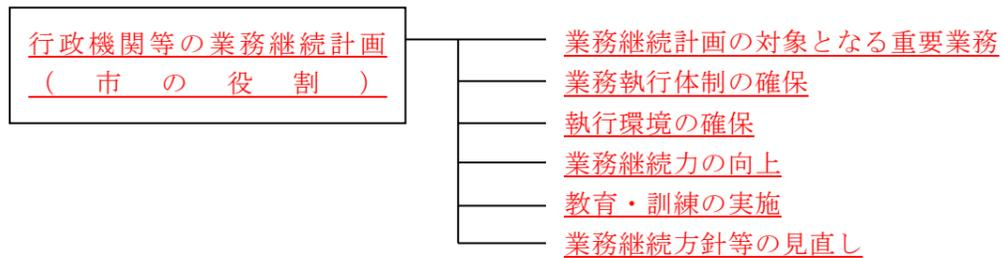 行政機関等の業務継続計画
（市の役割）
業務継続計画の対象となる重要業務
業務執行体制の確保
執行環境の確保
業務継続力の向上
教育・訓練の実施
業務継続方針等の見直し